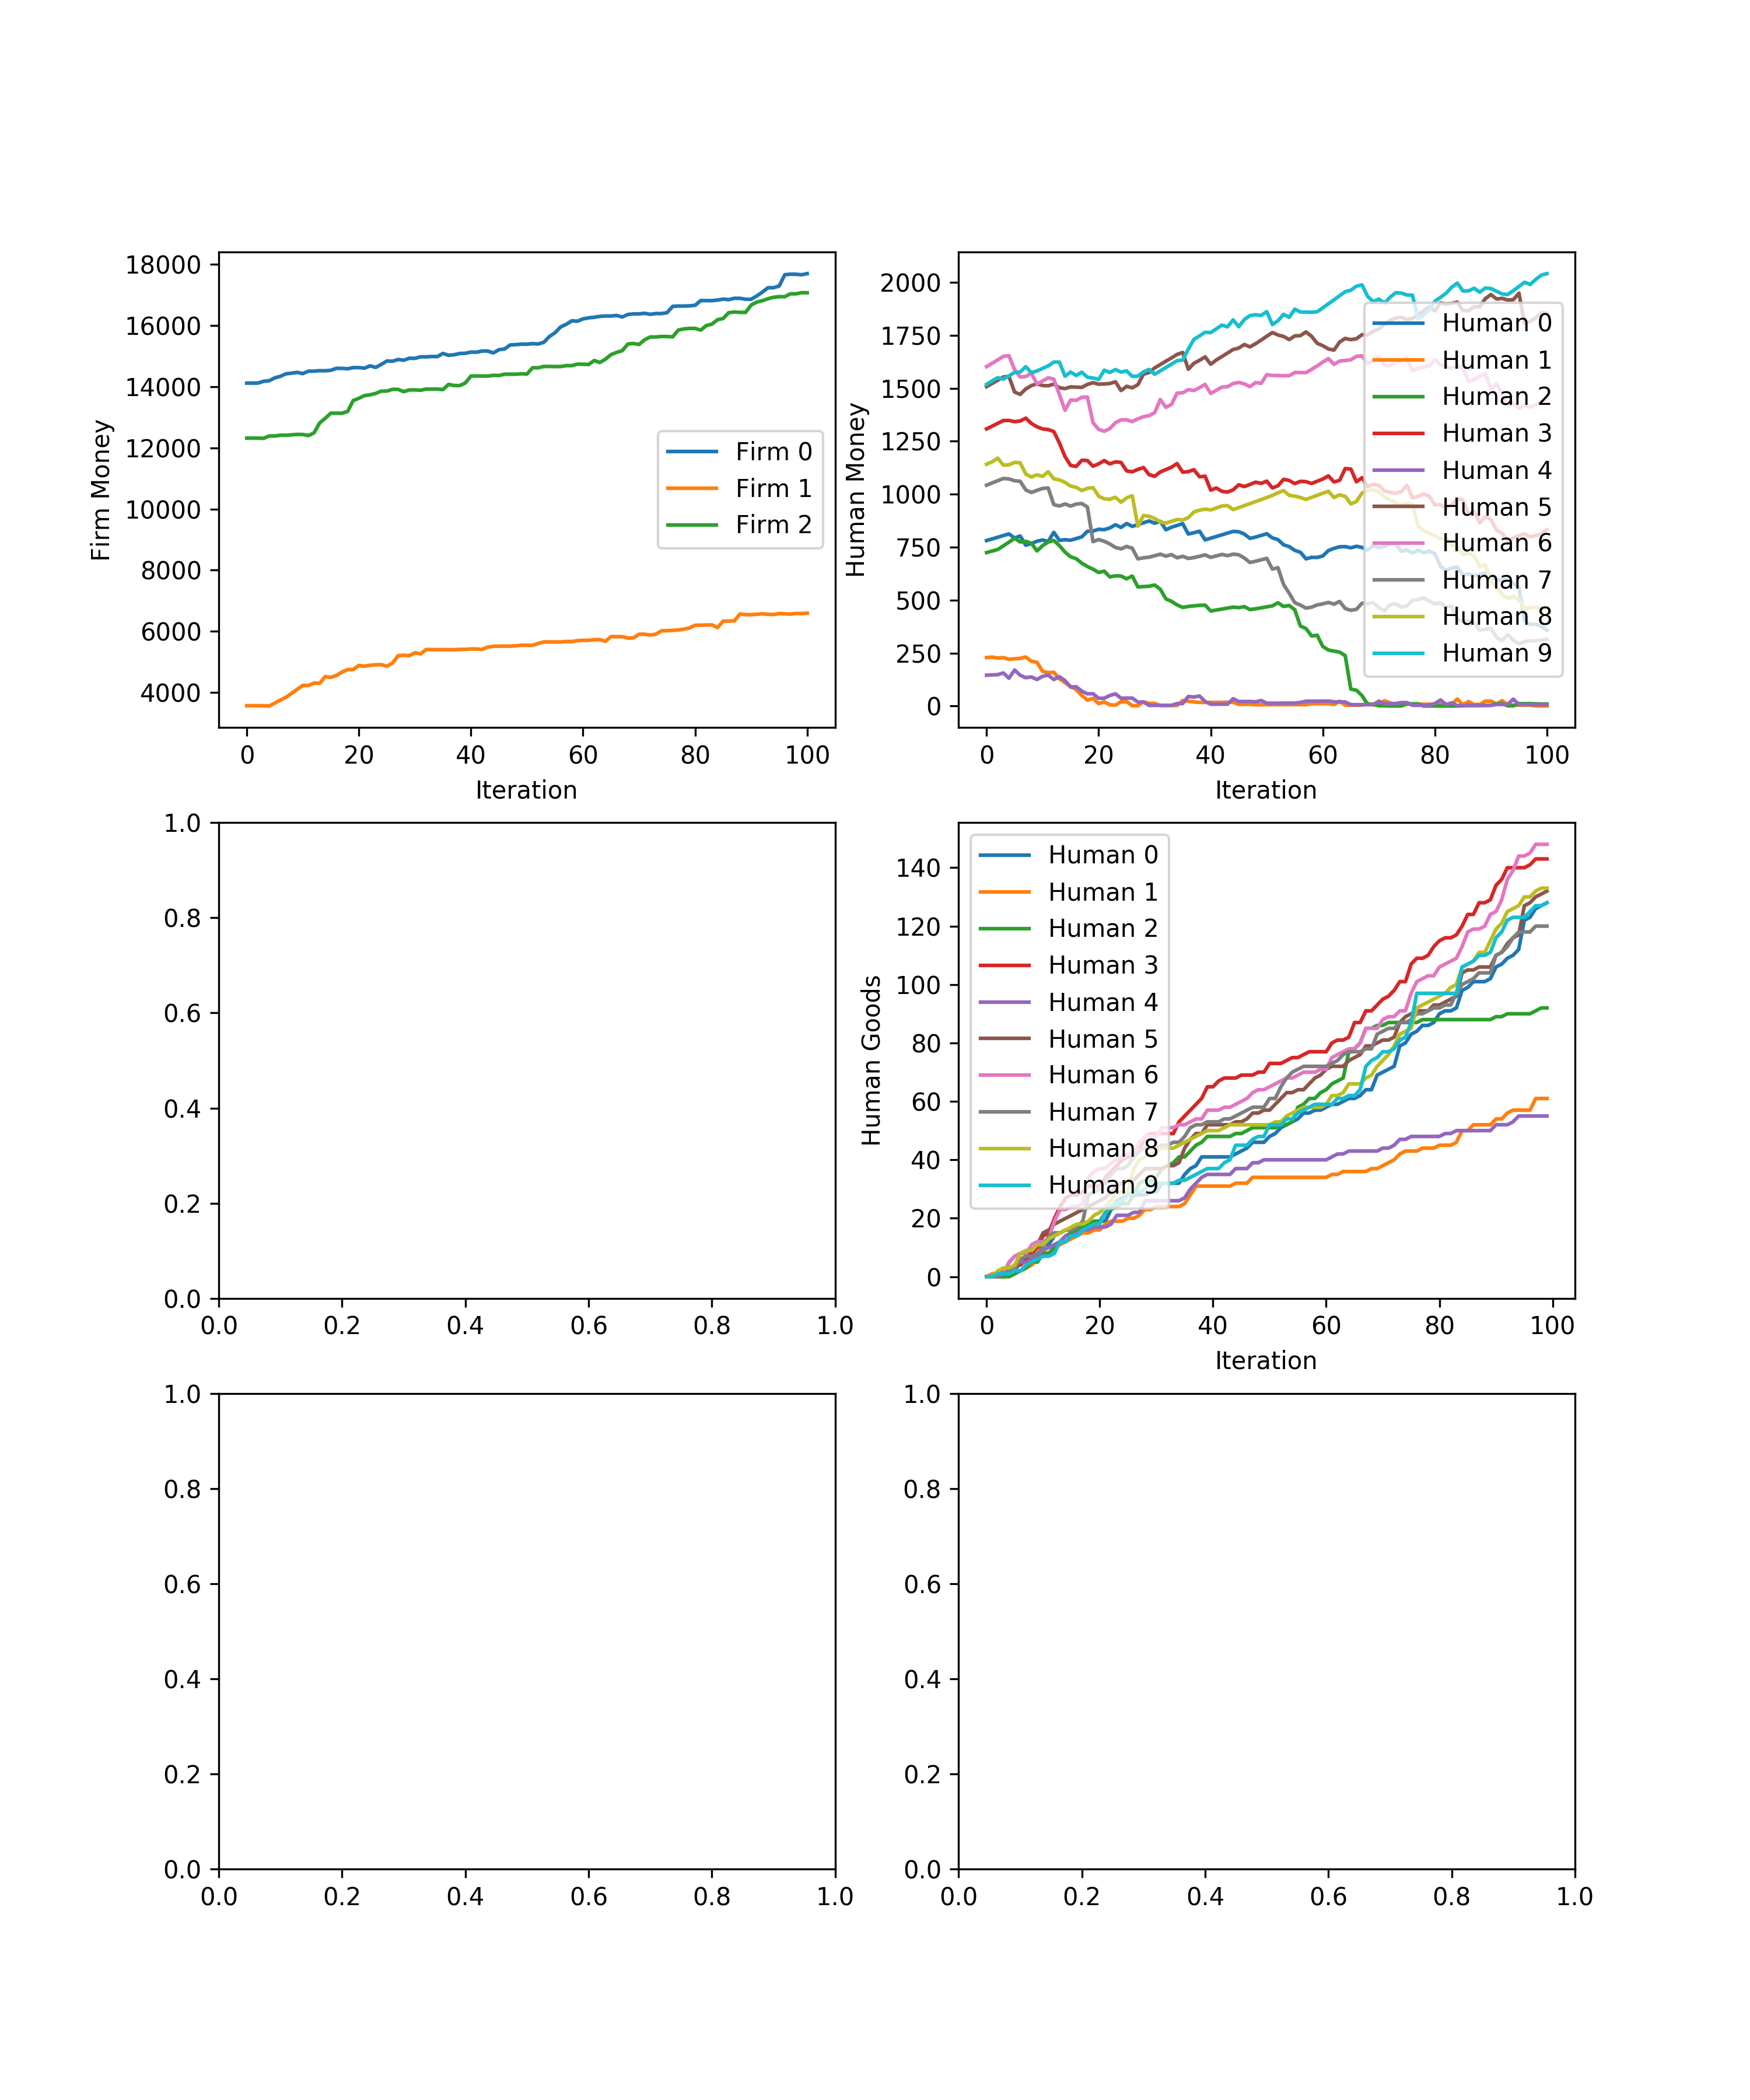 18000
16000
14000
12000
10000
8000
6000
4000
Firm Money
Firm 0
Firm 1
Firm 2
0 20 40 60 80 100
Iteration
2000
1750
1500
1250
1000
750
500
250
0
Human Money
Human 0
Human 1
Human 2
Human 3
Human 4
Human 5
Human 6
Human 7
Human 8
Human 9
0 20 40 60 80 100
Iteration
1.0
0.8
0.6
0.4
0.2
0.0
0.0 0.2 0.4 0.6 0.8 1.0
140
120
100
80
60
40
20
0
Human Goods
Human 0
Human 1
Human 2
Human 3
Human 4
Human 5
Human 6
Human 7
Human 8
Human 9
0 20 40 60 80 100
Iteration
1.0
0.8
0.6
0.4
0.2
0.0
0.0 0.2 0.4 0.6 0.8 1.0
1.0
0.8
0.6
0.4
0.2
0.0
0.0 0.2 0.4 0.6 0.8 1.0